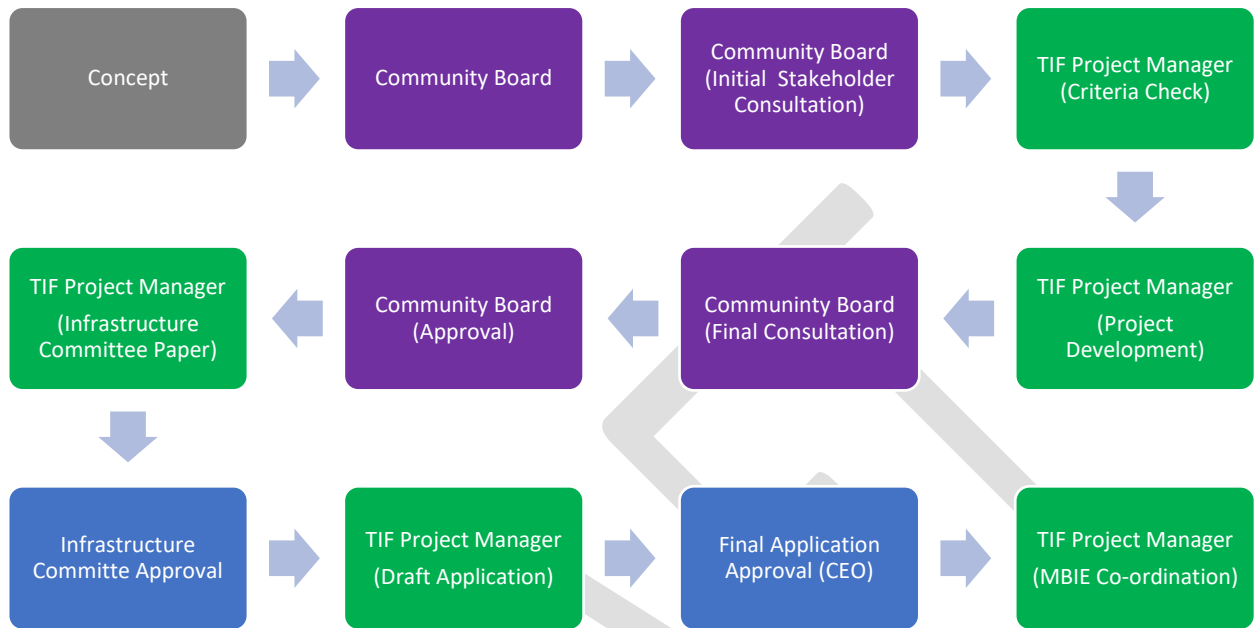 Concept
Community Board
Community Board
(Initial Stakeholder
Consultation)
TIF Project Manager
(Criteria Check)
TIF Project Manager
(Project
Development)
Communinty Board
(Final Consultation)
Community Board
(Approval)
TIF Project Manager
(Infrastructure
Committee Paper)
Infrastructure
Committe Approval
TIF Project Manager
(Draft Application)
Final Application
Approval (CEO)
TIF Project Manager
(MBIE Co-ordination)